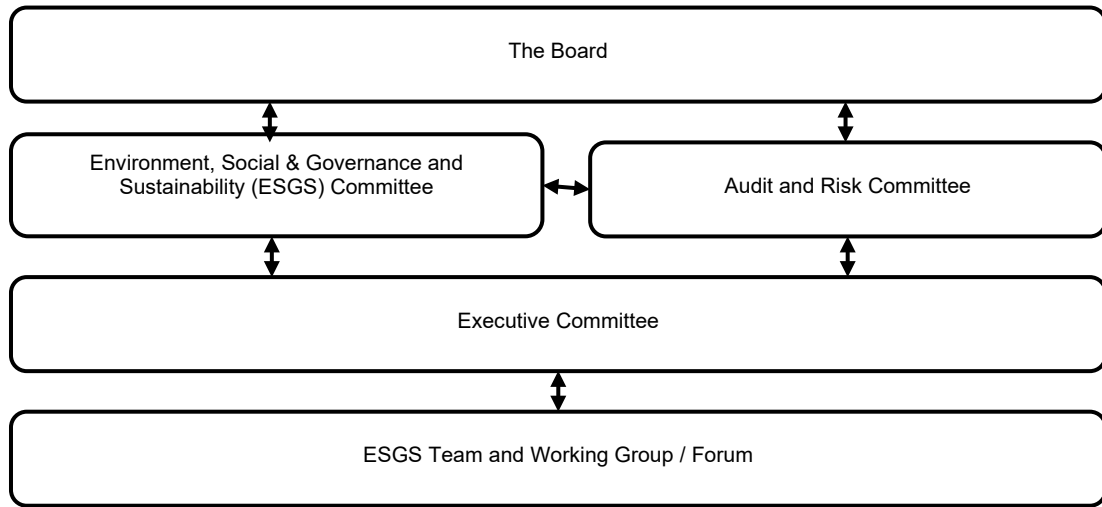 The Board
Environment, Social & Governance and
Sustainability (ESGS) Committee
Audit and Risk Committee
Executive Committee
ESGS Team and Working Group / Forum